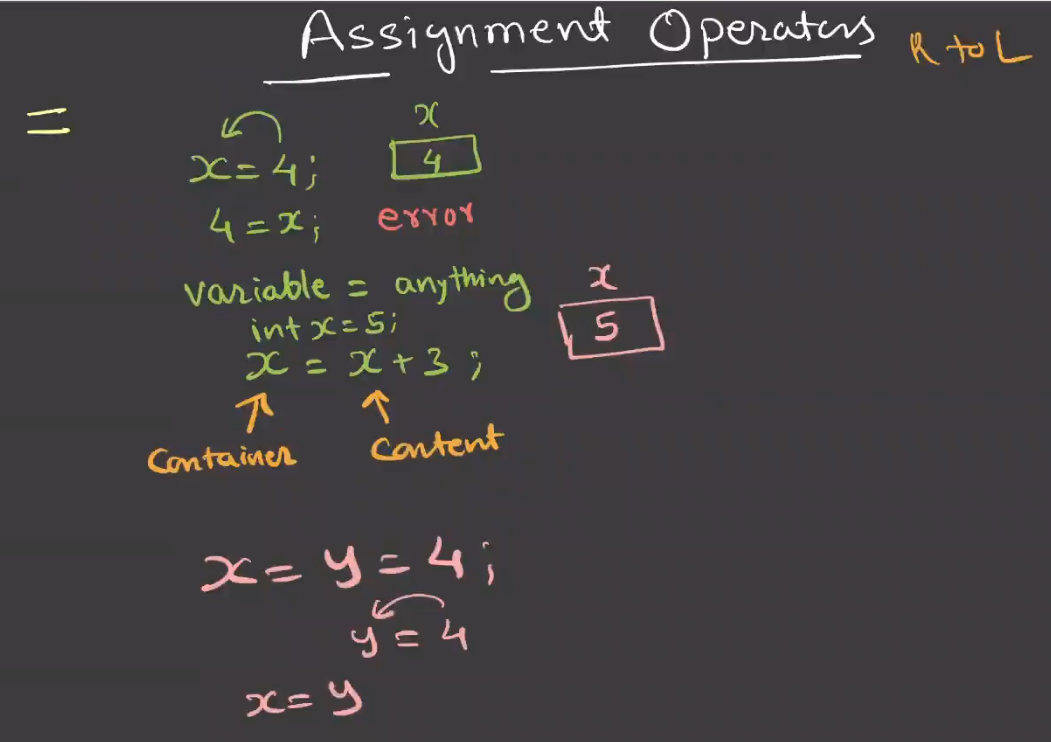 Assignment Operators R to L
=
x
x=4; 4
4=x; error
variable = anything x
int x=5; 5
x = x+3;
Container Content
x=y=4;
y=4
x=y